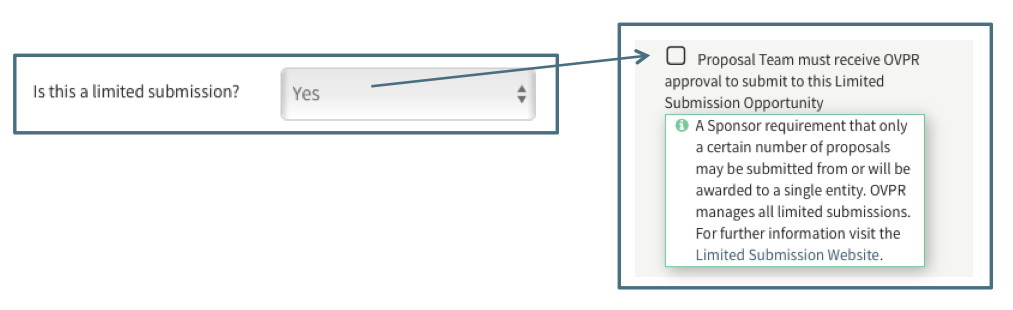 Is this a limited submission?
Yes
Proposal Team must receive OVPR
approval to submit to this Limited
Submission Opportunity
A Sponsor requirement that only
a certain number of proposals
may be submitted from or will be
awarded to a single entity. OVPR
manages all limited submissions.
For further information visit the
Limited Submission Website.